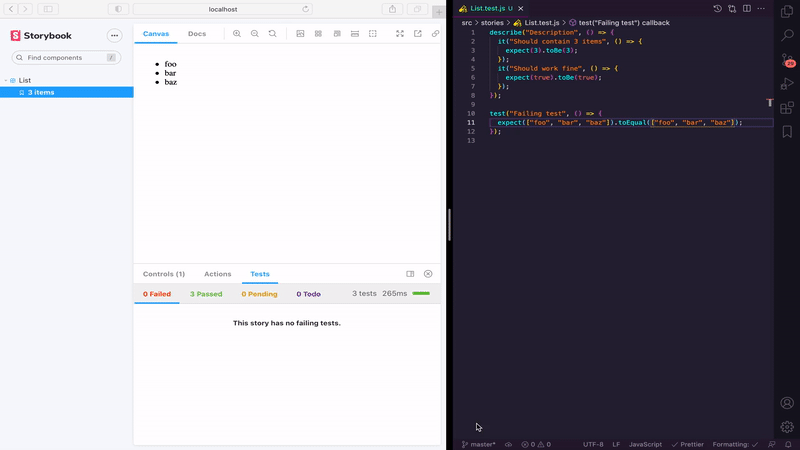 localhost
Storybook
Find components
/
List
3 items
Canvas
Docs
foo
bar
baz
Controls (1)
Actions
Tests
0 Failed
3 Passed
0 Pending
0 Todo
3 tests
265ms
This story has no failing tests.
List.test.js U
src > stories > List.test.js > test("Failing test") callback
1 describe("Description", () => {
2 it("Should contain 3 items", () => {
3 expect(3).toBe(3);
4 });
5 it("Should work fine", () => {
6 expect(true).toBe(true);
7 });
8 });
9
10 test("Failing test", () => {
11 expect(["foo", "bar", "baz"]).toEqual(["foo", "bar", "baz"]);
12 });
13
master*
0
0
UTF-8
LF
JavaScript
Prettier
Formatting: